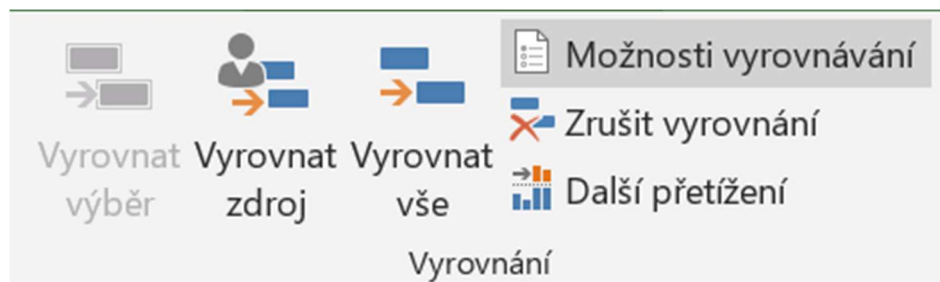 Vyrovnat
výběr
Vyrovnat
zdroj
Vyrovnat
vše
Možnosti vyrovnávání
Zrušit vyrovnání
Další přetížení
Vyrovnání